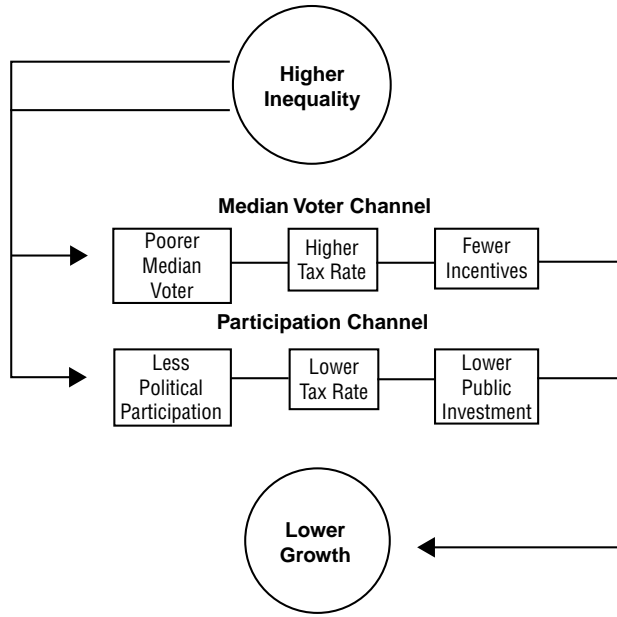 Higher
Inequality
Median Voter Channel
Poorer
Median
Voter
Higher
Tax Rate
Fewer
Incentives
Participation Channel
Less
Political
Participation
Lower
Tax Rate
Lower
Public
Investment
Lower
Growth